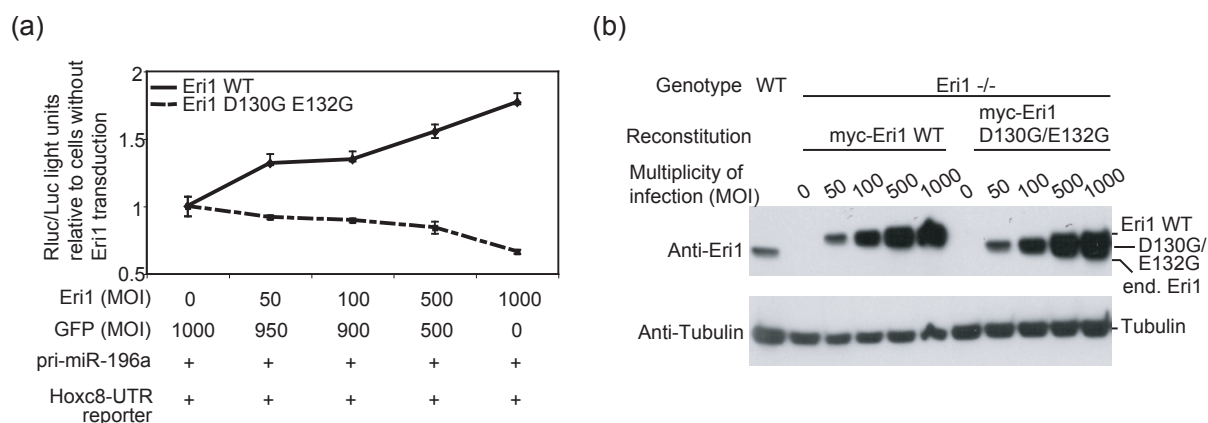 (a)
Rluc/Luc light units
relative to cells without
Eri1 transduction
2
1.5
1
0.5
Eri1 WT
Eri1 D130G E132G
Eri1 (MOI) 0 50 100 500 1000
GFP (MOI) 1000 950 900 500 0
pri-miR-196a + + + + +
Hoxc8-UTR
reporter + + + + +
(b)
Genotype WT Eri1 -/-
Reconstitution myc-Eri1 WT myc-Eri1
D130G/E132G
Multiplicity of
infection (MOI) 0 50 100 500 1000 0 50 100 500 1000
Anti-Eri1
Eri1 WT
D130G/
E132G
end. Eri1
Anti-Tubulin
Tubulin